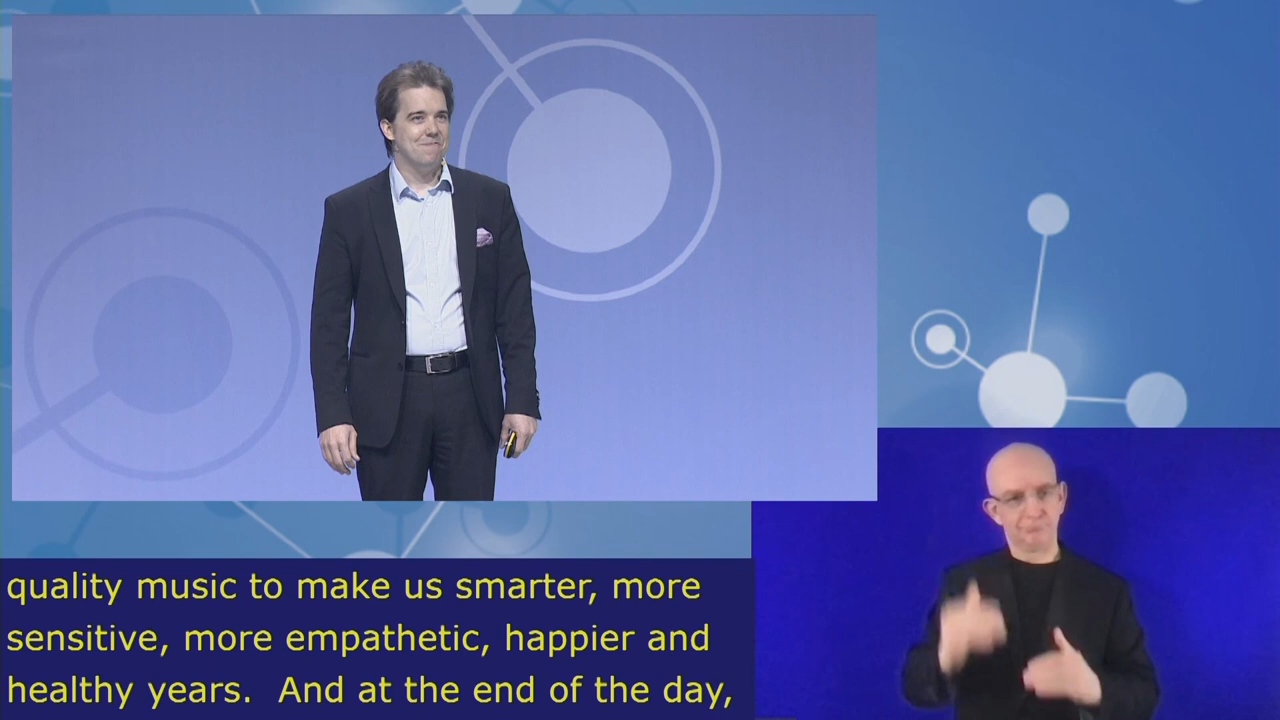 quality music to make us smarter, more
sensitive, more empathetic, happier and
healthy years.  And at the end of the day,